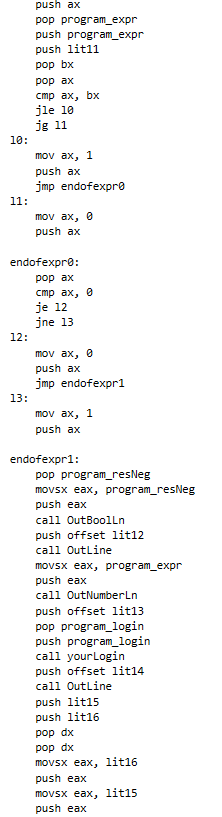 push ax
pop program_expr
push program_expr
push lit11
pop bx
pop ax
cmp ax, bx
jle l0
jg l1
l0:
mov ax, 1
push ax
jmp endofexpr0
l1:
mov ax, 0
push ax
endofexpr0:
pop ax
cmp ax, 0
je l2
jne l3
l2:
mov ax, 0
push ax
jmp endofexpr1
l3:
mov ax, 1
push ax
endofexpr1:
pop program_resNeg
movsx eax, program_resNeg
push eax
call OutBoolLn
push offset lit12
call OutLine
movsx eax, program_expr
push eax
call OutNumberLn
push offset lit13
pop program_login
push program_login
call yourLogin
push offset lit14
call OutLine
push lit15
push lit16
pop dx
pop dx
movsx eax, lit16
push eax
movsx eax, lit15
push eax